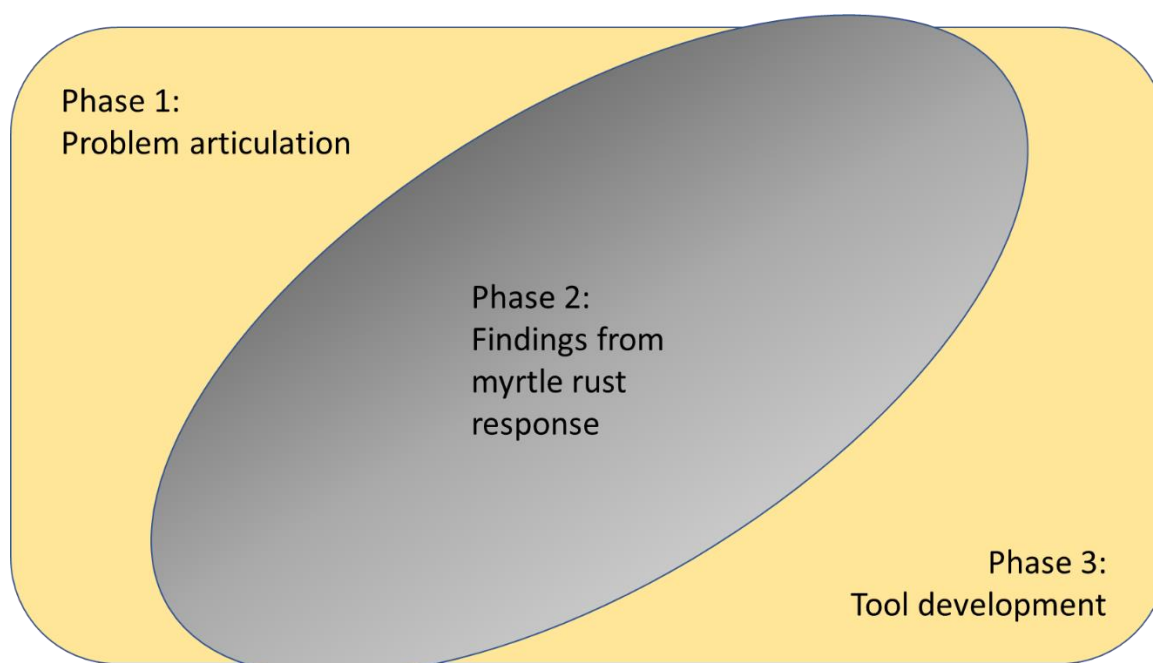 Phase 1:
Problem articulation
Phase 2:
Findings from
myrtle rust
response
Phase 3:
Tool development